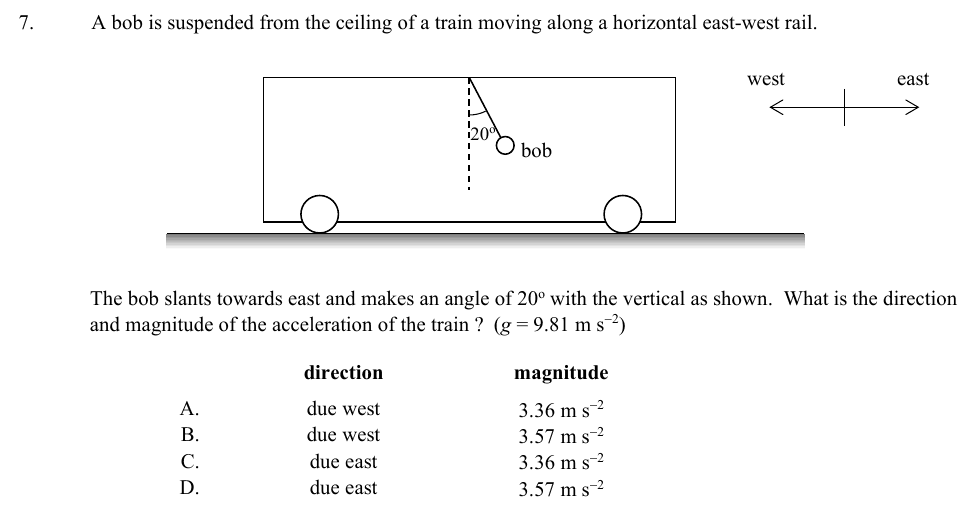 7. A bob is suspended from the ceiling of a train moving along a horizontal east-west rail.
west east
20º
bob
The bob slants towards east and makes an angle of 20º with the vertical as shown. What is the direction
and magnitude of the acceleration of the train ? (g = 9.81 m s⁻²)
direction magnitude
A. due west 3.36 m s⁻²
B. due west 3.57 m s⁻²
C. due east 3.36 m s⁻²
D. due east 3.57 m s⁻²